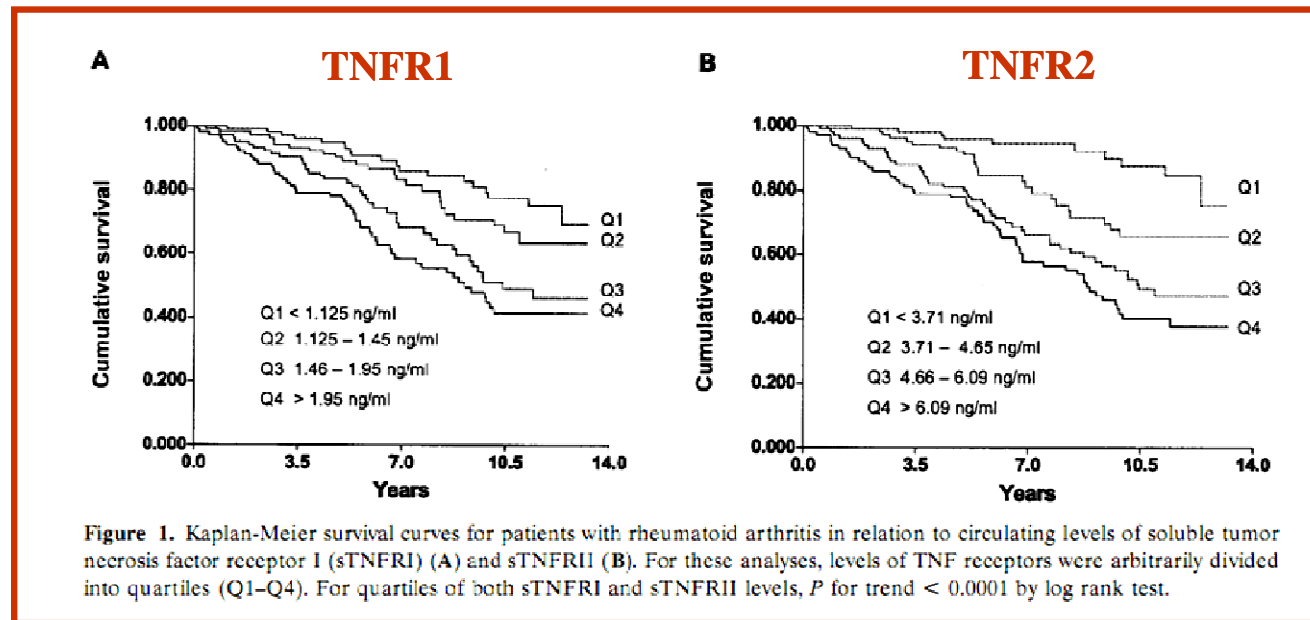 A
TNFR1
1.000
0.800
0.600
0.400
0.200
0.000
Cumulative survival
Q1
Q2
Q3
Q4
Q1 < 1.125 ng/ml
Q2 1.125 – 1.45 ng/ml
Q3 1.46 – 1.95 ng/ml
Q4 > 1.95 ng/ml
0.0 3.5 7.0 10.5 14.0
Years
B
TNFR2
1.000
0.800
0.600
0.400
0.200
0.000
Cumulative survival
Q1
Q2
Q3
Q4
Q1 < 3.71 ng/ml
Q2 3.71 – 4.65 ng/ml
Q3 4.66 – 6.09 ng/ml
Q4 > 6.09 ng/ml
0.0 3.5 7.0 10.5 14.0
Years
Figure 1. Kaplan-Meier survival curves for patients with rheumatoid arthritis in relation to circulating levels of soluble tumor
necrosis factor receptor I (sTNFRI) (A) and sTNFRII (B). For these analyses, levels of TNF receptors were arbitrarily divided
into quartiles (Q1–Q4). For quartiles of both sTNFRI and sTNFRII levels, P for trend < 0.0001 by log rank test.